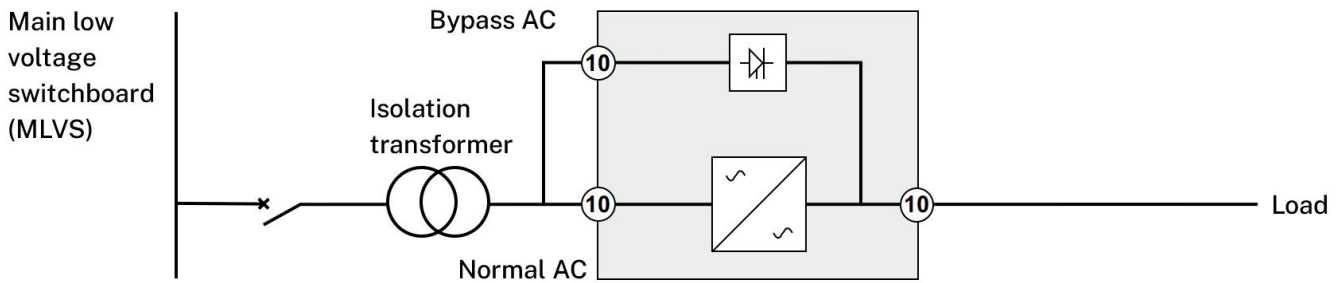 Main low
voltage
switchboard
(MLVS)
Bypass AC
10
Isolation
transformer
10
10
Load
Normal AC